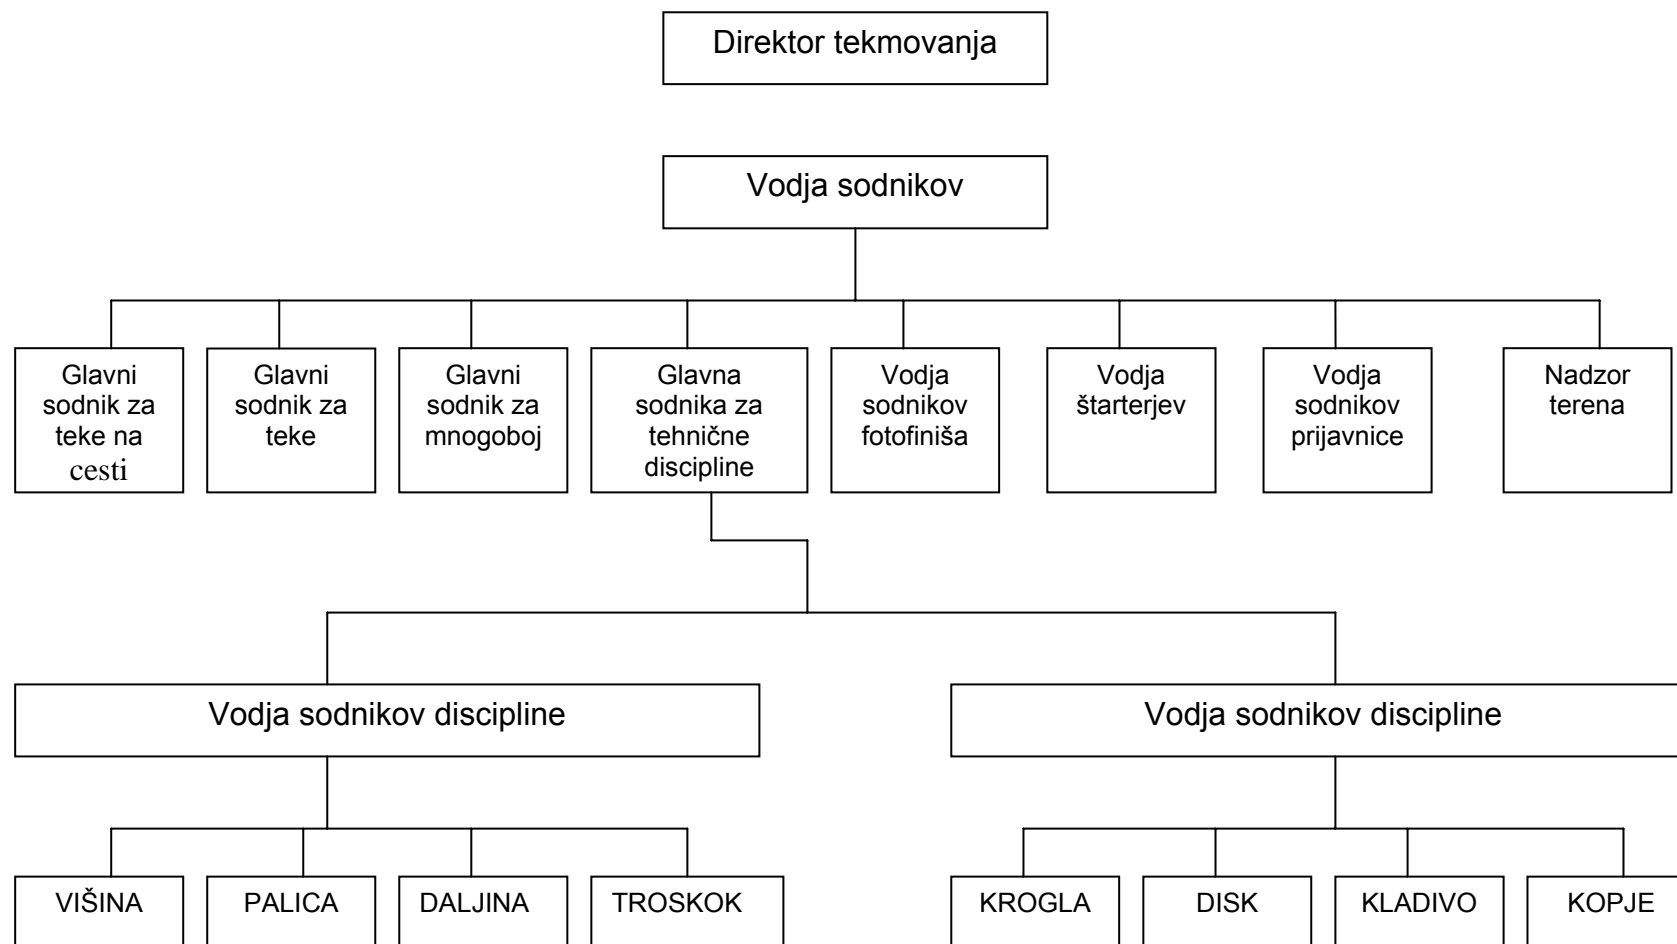 Direktor tekmovanja
Vodja sodnikov
Glavni
sodnik za
teke na
cesti
Glavni
sodnik za
teke
Glavni
sodnik za
mnogoboj
Glavna
sodnika za
tehnične
discipline
Vodja
sodnikov
fotofiniša
Vodja
štarterjev
Vodja
sodnikov
prijavnice
Nadzor
terena
Vodja sodnikov discipline
Vodja sodnikov discipline
VIŠINA
PALICA
DALJINA
TROSKOK
KROGLA
DISK
KLADIVO
KOPJE